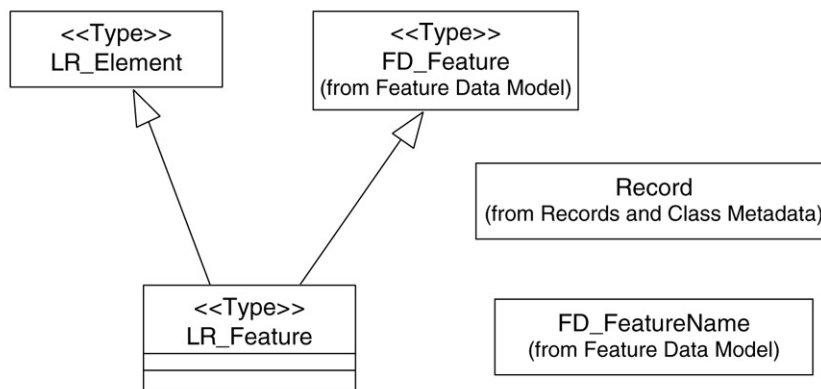 <<Type>>
LR_Element
<<Type>>
FD_Feature
(from Feature Data Model)
Record
(from Records and Class Metadata)
<<Type>>
LR_Feature
FD_FeatureName
(from Feature Data Model)